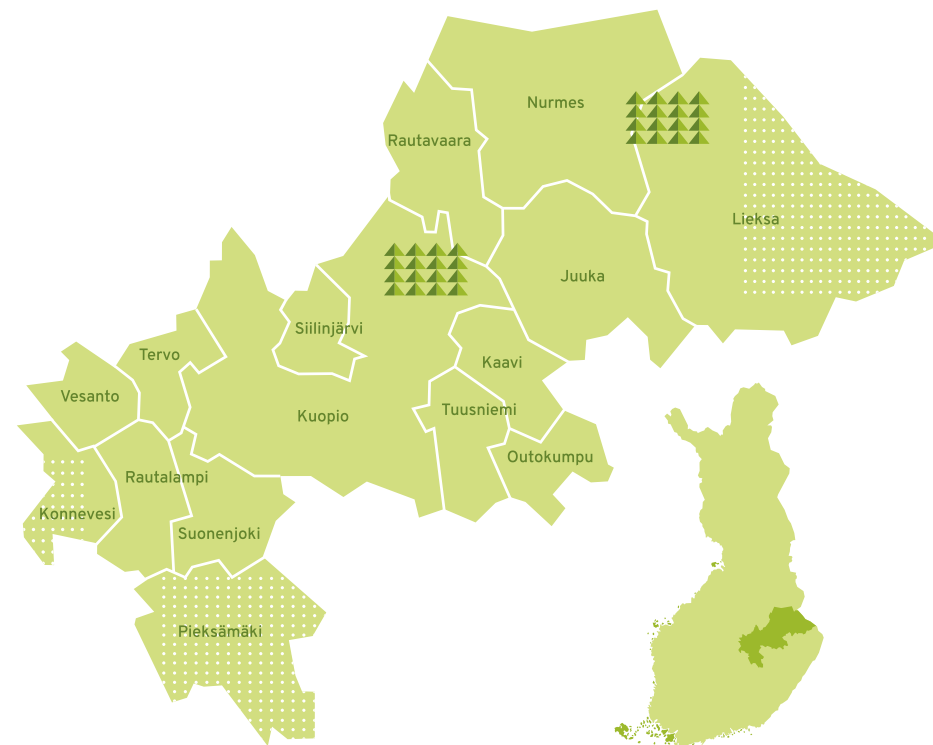 Nurmes
Rautavaara
Lieksa
Juuka
Siilinjärvi
Tervo
Kaavi
Vesanto
Tuusniemi
Kuopio
Outokumpu
Rautalampi
Konnevesi
Suonenjoki
Pieksämäki